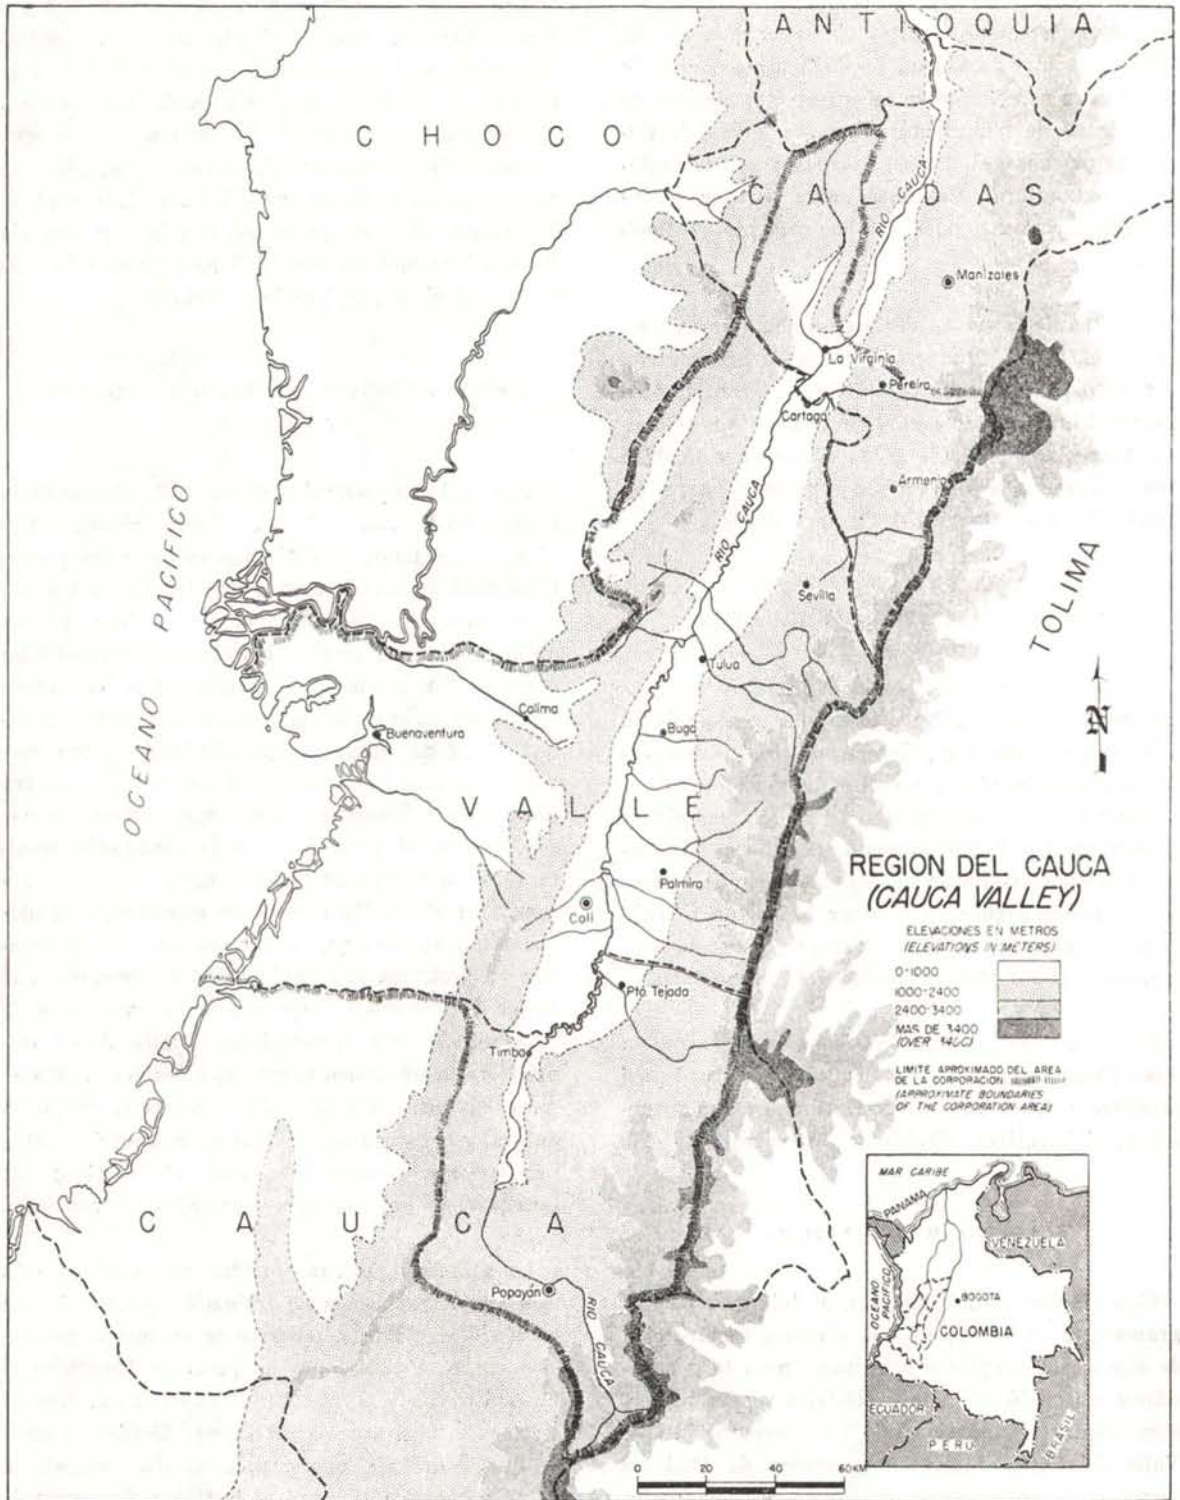 ANTIOQUIA
CHOCO
CALDAS
RIO CAUCA
Manizales
La Virginia
Pereira
Cartago
Armenia
RIO CAUCA
OCEANO PACIFICO
Sevilla
TOLIMA
Tulua
Calima
Buga
Buenaventura
N
VALLE
REGION DEL CAUCA
(CAUCA VALLEY)
Palmira
Cali
ELEVACIONES EN METROS
(ELEVATIONS IN METERS)
0-1000
1000-2400
2400-3400
MAS DE 3400
(OVER 3400)
Pto. Tejada
Timba
LIMITE APROXIMADO DEL AREA
DE LA CORPORACION
(APPROXIMATE BOUNDARIES
OF THE CORPORATION AREA)
MAR CARIBE
PANAMA
VENEZUELA
CAUCA
OCEANO
PACIFICO
BOGOTA
COLOMBIA
Popayán
RIO CAUCA
ECUADOR
PERU
BRASIL
0 20 40 60 KM